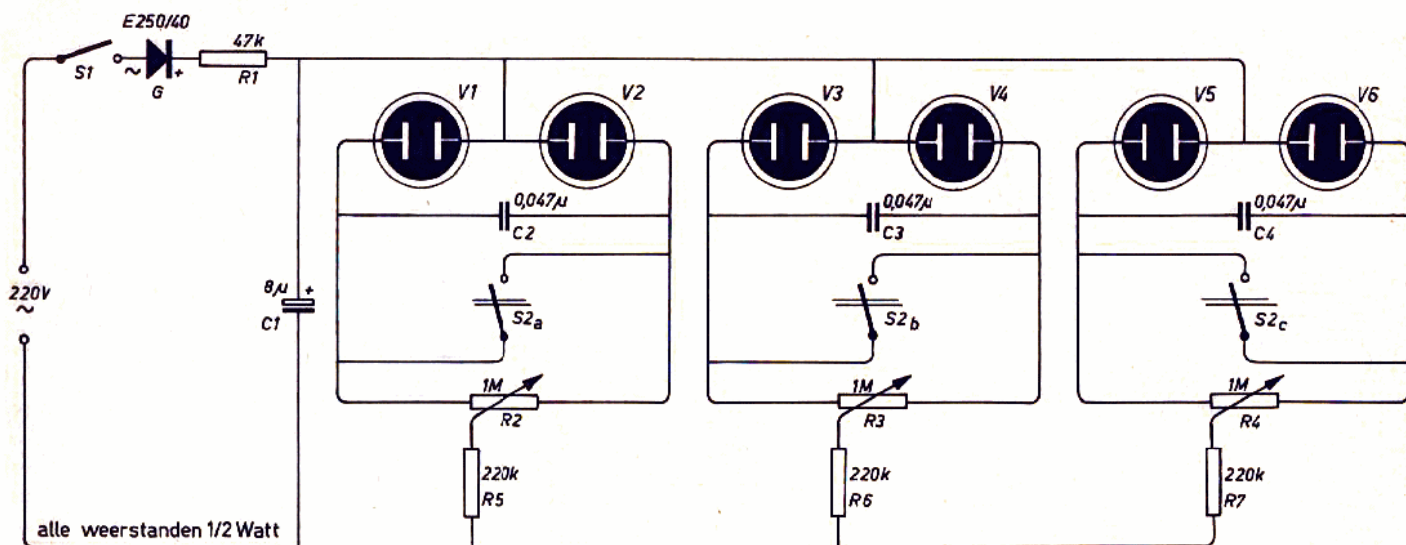 E250/40
S1
~
+
G
47k
R1
V1
V2
V3
V4
V5
V6
0,047µ
C2
0,047µ
C3
0,047µ
C4
220V
~
8µ
+
C1
S2a
S2b
S2c
1M
R2
1M
R3
1M
R4
220k
R5
220k
R6
220k
R7
alle weerstanden 1/2 Watt